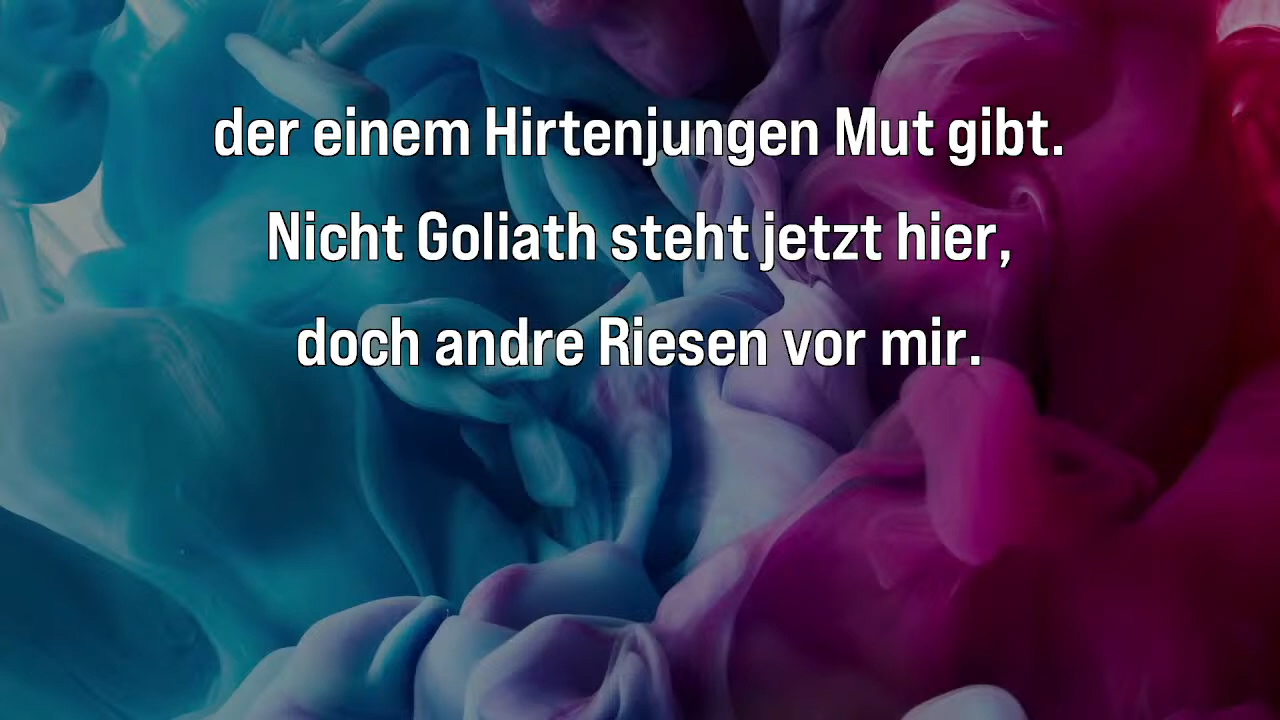 der einem Hirtenjungen Mut gibt.
Nicht Goliath steht jetzt hier,
doch andre Riesen vor mir.